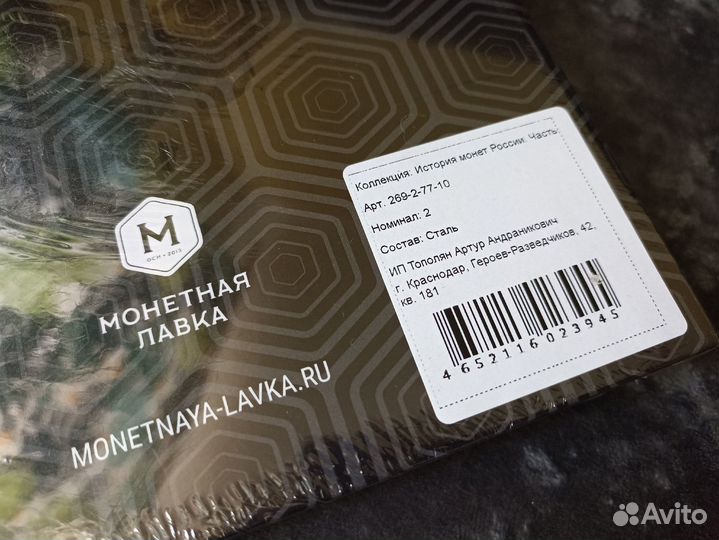 М
ОСН • 2013
МОНЕТНАЯ
ЛАВКА
MONETNAYA-LAVKA.RU
Коллекция: История монет России. Часть
Арт. 269-2-77-10
Номинал: 2
Состав: Сталь
ИП Тополян Артур Андраникович
г. Краснодар, Героев-Разведчиков, 42,
кв. 181
4652116023945
Avito